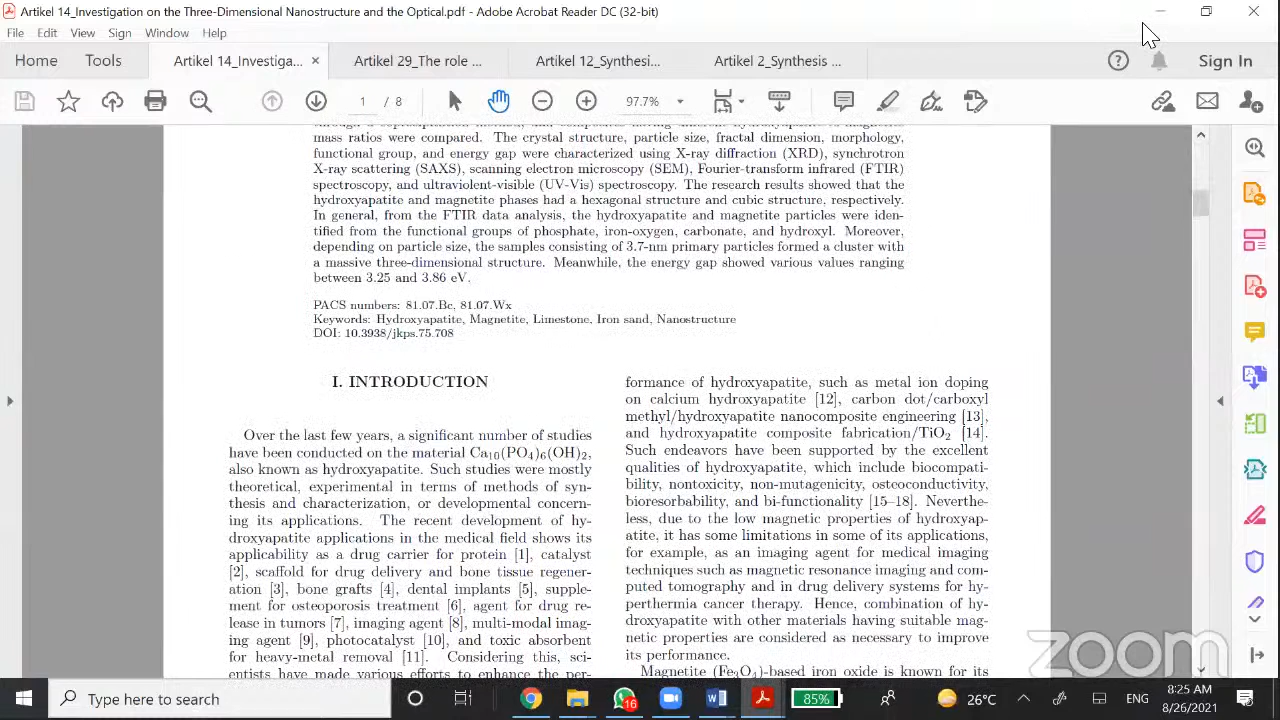 Artikel 14_Investigation on the Three-Dimensional Nanostructure and the Optical.pdf - Adobe Acrobat Reader DC (32-bit)
File Edit View Sign Window Help
Home Tools Artikel 14_Investiga... × Artikel 29_The role ... Artikel 12_Synthesi... Artikel 2_Synthesis ... Sign In
1 / 8 97.7%
mass ratios were compared. The crystal structure, particle size, fractal dimension, morphology,
functional group, and energy gap were characterized using X-ray diffraction (XRD), synchrotron
X-ray scattering (SAXS), scanning electron microscopy (SEM), Fourier-transform infrared (FTIR)
spectroscopy, and ultraviolet-visible (UV-Vis) spectroscopy. The research results showed that the
hydroxyapatite and magnetite phases had a hexagonal structure and cubic structure, respectively.
In general, from the FTIR data analysis, the hydroxyapatite and magnetite particles were iden-
tified from the functional groups of phosphate, iron-oxygen, carbonate, and hydroxyl. Moreover,
depending on particle size, the samples consisting of 3.7-nm primary particles formed a cluster with
a massive three-dimensional structure. Meanwhile, the energy gap showed various values ranging
between 3.25 and 3.86 eV.
PACS numbers: 81.07.Bc, 81.07.Wx
Keywords: Hydroxyapatite, Magnetite, Limestone, Iron sand, Nanostructure
DOI: 10.3938/jkps.75.708
I. INTRODUCTION
Over the last few years, a significant number of studies
have been conducted on the material Ca₁₀(PO₄)₆(OH)₂,
also known as hydroxyapatite. Such studies were mostly
theoretical, experimental in terms of methods of syn-
thesis and characterization, or developmental concern-
ing its applications. The recent development of hy-
droxyapatite applications in the medical field shows its
applicability as a drug carrier for protein [1], catalyst
[2], scaffold for drug delivery and bone tissue regener-
ation [3], bone grafts [4], dental implants [5], supple-
ment for osteoporosis treatment [6], agent for drug re-
lease in tumors [7], imaging agent [8], multi-modal imag-
ing agent [9], photocatalyst [10], and toxic absorbent
for heavy-metal removal [11]. Considering this, sci-
entists have made various efforts to enhance the per-
formance of hydroxyapatite, such as metal ion doping
on calcium hydroxyapatite [12], carbon dot/carboxyl
methyl/hydroxyapatite nanocomposite engineering [13],
and hydroxyapatite composite fabrication/TiO₂ [14].
Such endeavors have been supported by the excellent
qualities of hydroxyapatite, which include biocompati-
bility, nontoxicity, non-mutagenicity, osteoconductivity,
bioresorbability, and bi-functionality [15–18]. Neverthe-
less, due to the low magnetic properties of hydroxyap-
atite, it has some limitations in some of its applications,
for example, as an imaging agent for medical imaging
techniques such as magnetic resonance imaging and com-
puted tomography and in drug delivery systems for hy-
perthermia cancer therapy. Hence, combination of hy-
droxyapatite with other materials having suitable mag-
netic properties are considered as necessary to improve
its performance.
Magnetite (Fe₃O₄)-based iron oxide is known for its
zoom
Type here to search 16 85% 26°C ENG 8:25 AM
8/26/2021